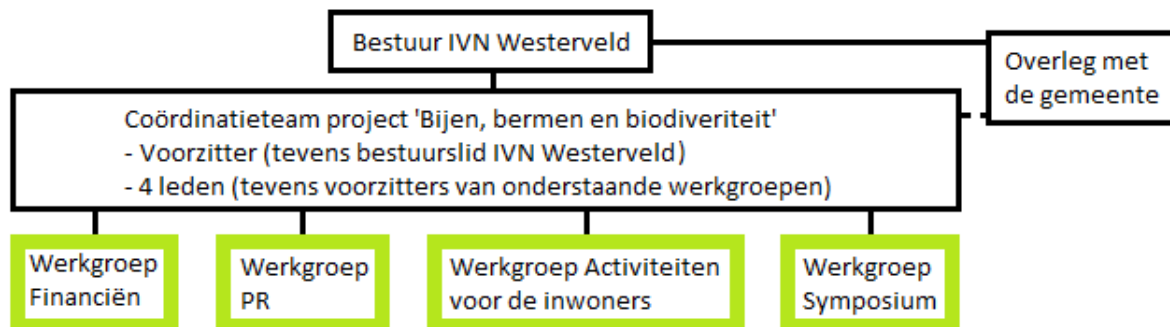 Bestuur IVN Westerveld
Overleg met
de gemeente
Coördinatieteam project 'Bijen, bermen en biodiveriteit'
- Voorzitter (tevens bestuurslid IVN Westerveld)
- 4 leden (tevens voorzitters van onderstaande werkgroepen)
Werkgroep
Financiën
Werkgroep
PR
Werkgroep Activiteiten
voor de inwoners
Werkgroep
Symposium